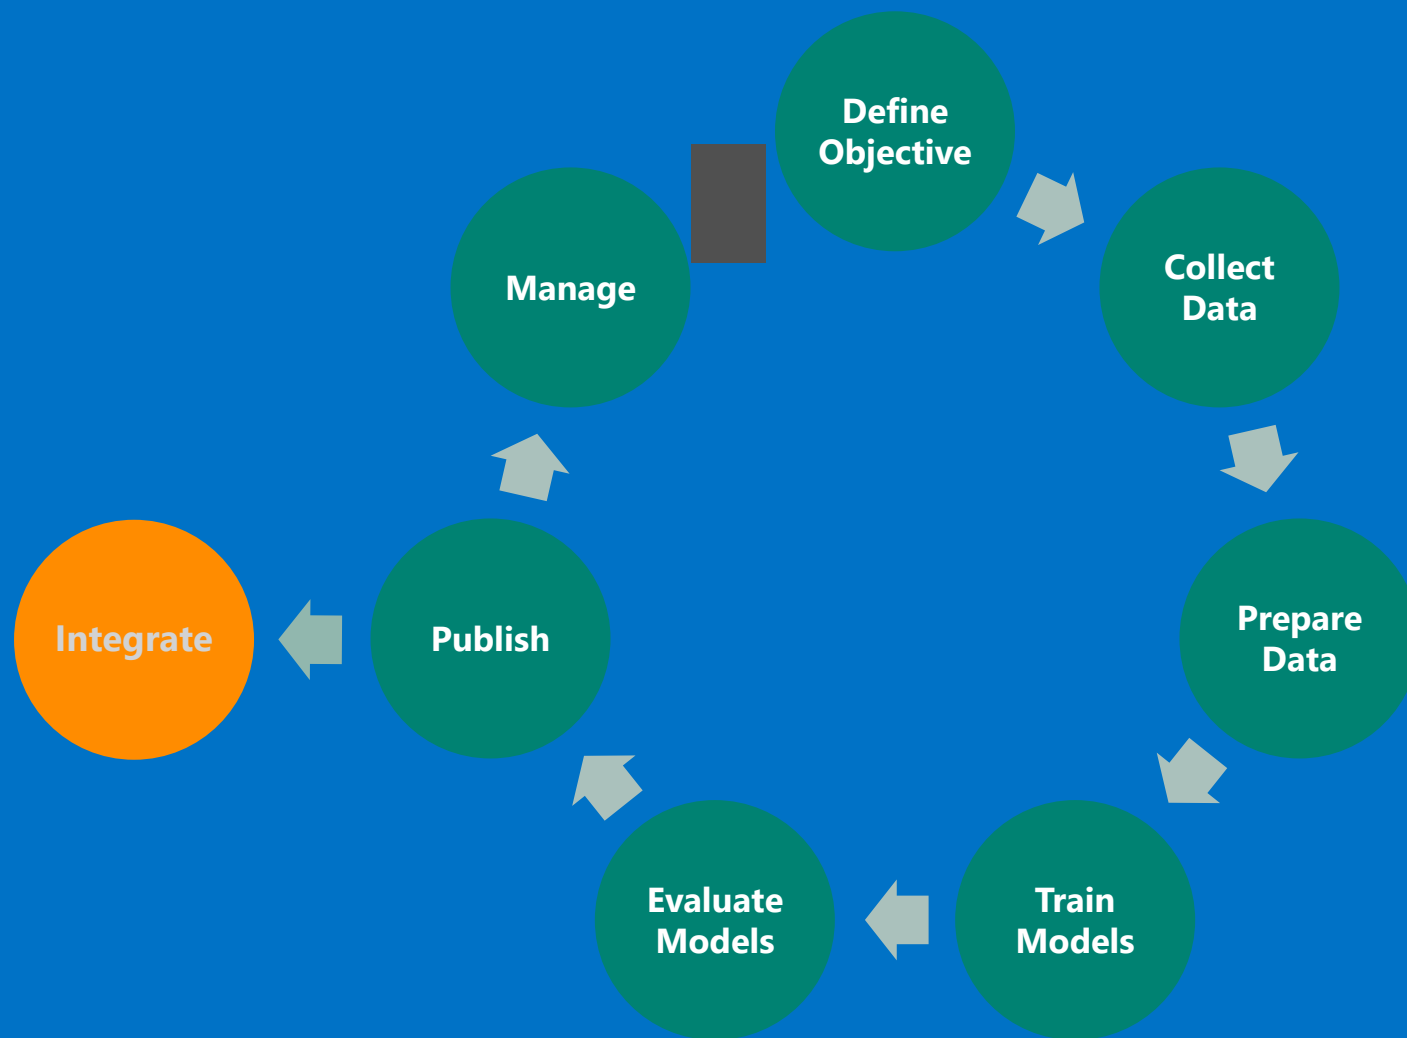 Define
Objective
Collect
Data
Prepare
Data
Train
Models
Evaluate
Models
Publish
Integrate
Manage